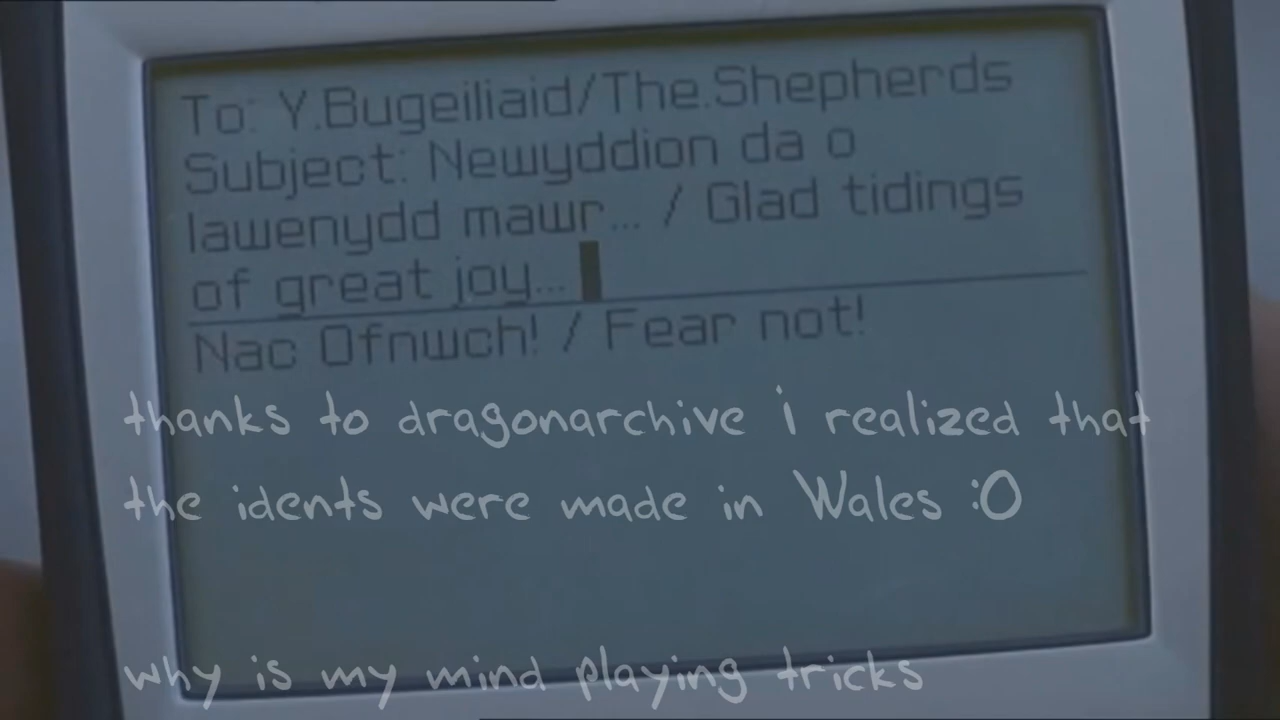 To: Y.Bugeiliaid/The.Shepherds
Subject: Newyddion da o
lawenydd mawr... / Glad tidings
of great joy...
Nac Ofnwch! / Fear not!
thanks to dragonarchive i realized that
the idents were made in Wales :O
why is my mind playing tricks